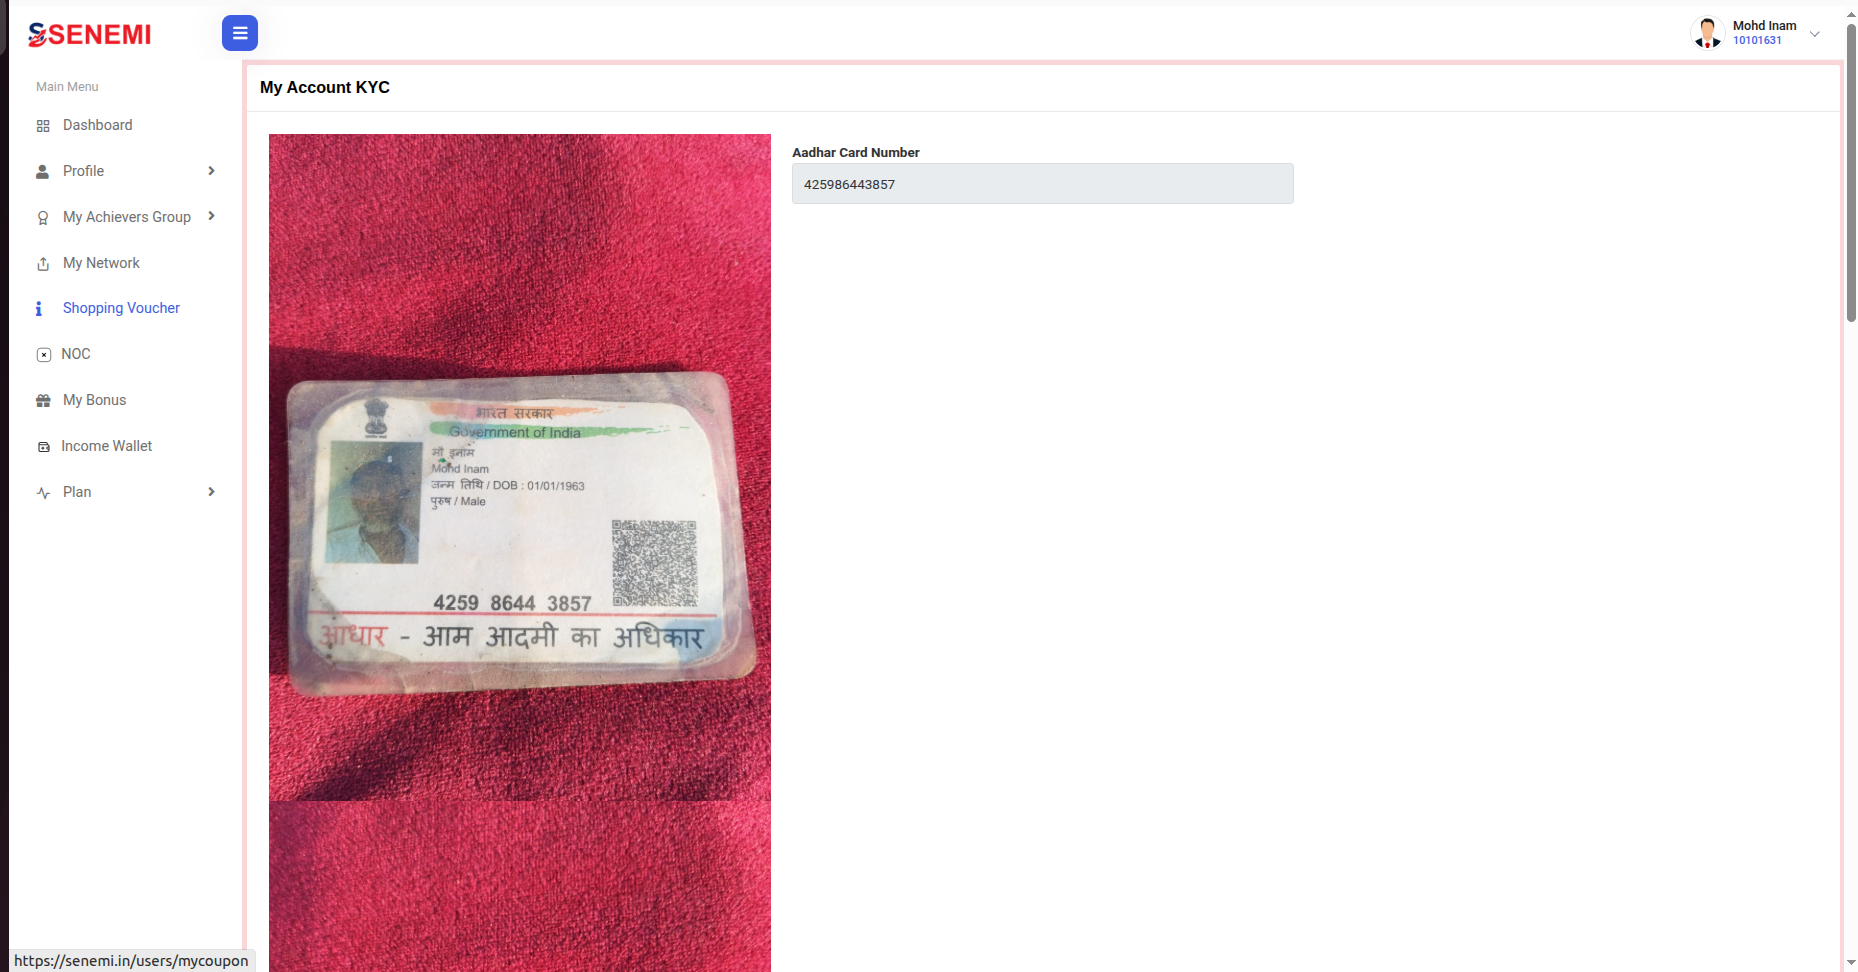 SSENEMI
Mohd Inam
10101631
Main Menu
Dashboard
Profile
My Achievers Group
My Network
Shopping Voucher
NOC
My Bonus
Income Wallet
Plan
My Account KYC
Aadhar Card Number
425986443857
भारत सरकार
Government of India
मो इनाम
Mohd Inam
जन्म तिथि / DOB : 01/01/1963
पुरुष / Male
4259 8644 3857
आधार - आम आदमी का अधिकार
https://senemi.in/users/mycoupon